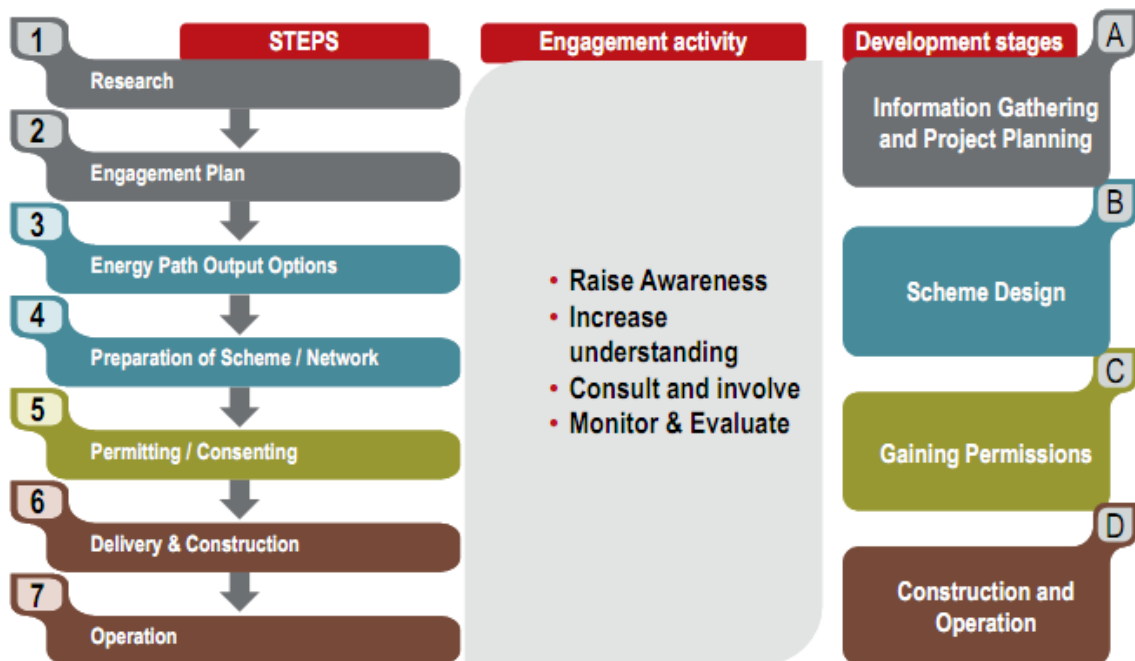 STEPS
1
Research
2
Engagement Plan
3
Energy Path Output Options
4
Preparation of Scheme / Network
5
Permitting / Consenting
6
Delivery & Construction
7
Operation
Engagement activity
• Raise Awareness
• Increase
understanding
• Consult and involve
• Monitor & Evaluate
Development stages
A
Information Gathering
and Project Planning
B
Scheme Design
C
Gaining Permissions
D
Construction and
Operation